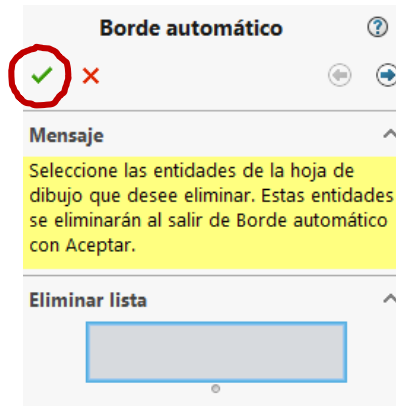 Borde automático
Mensaje
Seleccione las entidades de la hoja de
dibujo que desee eliminar. Estas entidades
se eliminarán al salir de Borde automático
con Aceptar.
Eliminar lista